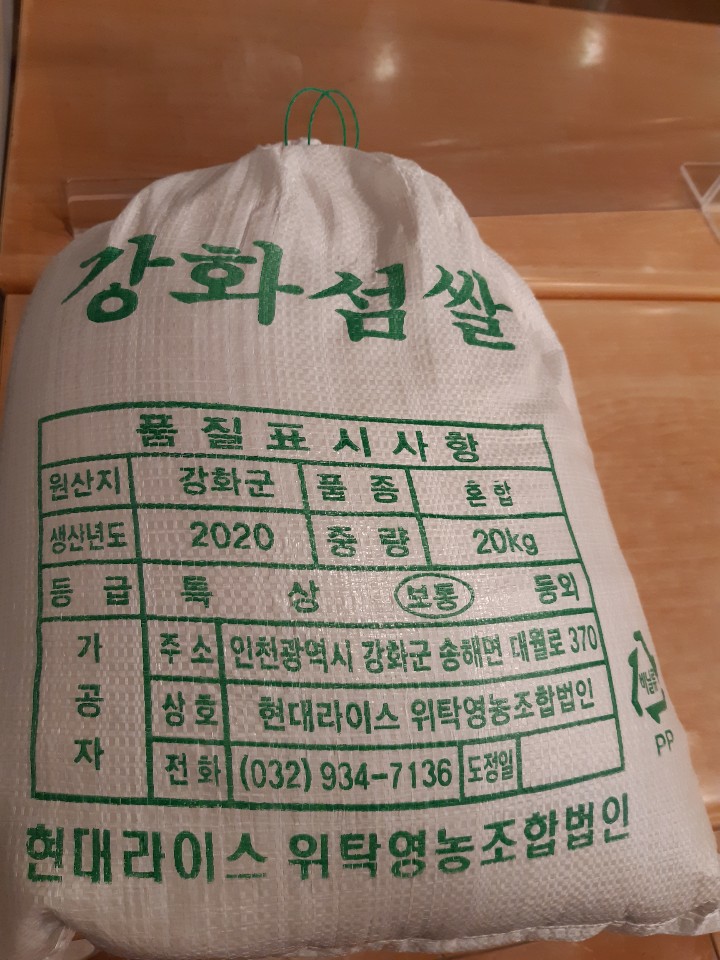 강화섬쌀
품질표시사항
원산지 강화군 품종 혼합
생산년도 2020 중량 20kg
등급 특 상 보통 등외
가공자
주소 인천광역시 강화군 송해면 대월로 370
상호 현대라이스 위탁영농조합법인
전화 (032) 934-7136 도정일
PP
현대라이스 위탁영농조합법인